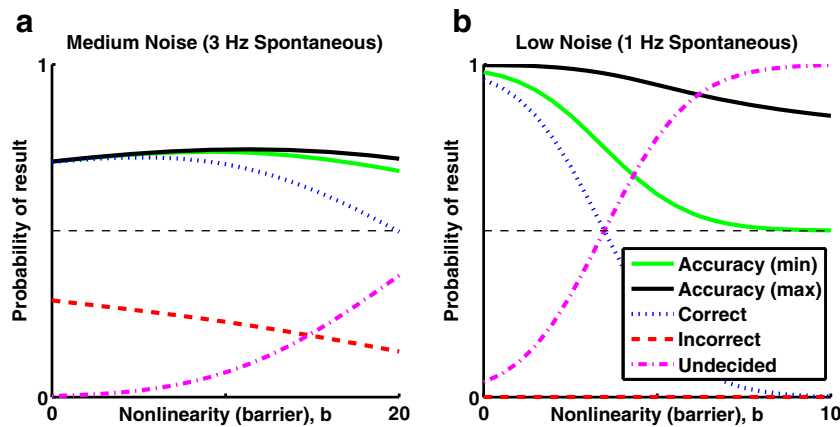 a
Medium Noise (3 Hz Spontaneous)
1
Probability of result
0
0
Nonlinearity (barrier), b
20
b
Low Noise (1 Hz Spontaneous)
1
Probability of result
0
0
Nonlinearity (barrier), b
10
Accuracy (min)
Accuracy (max)
Correct
Incorrect
Undecided